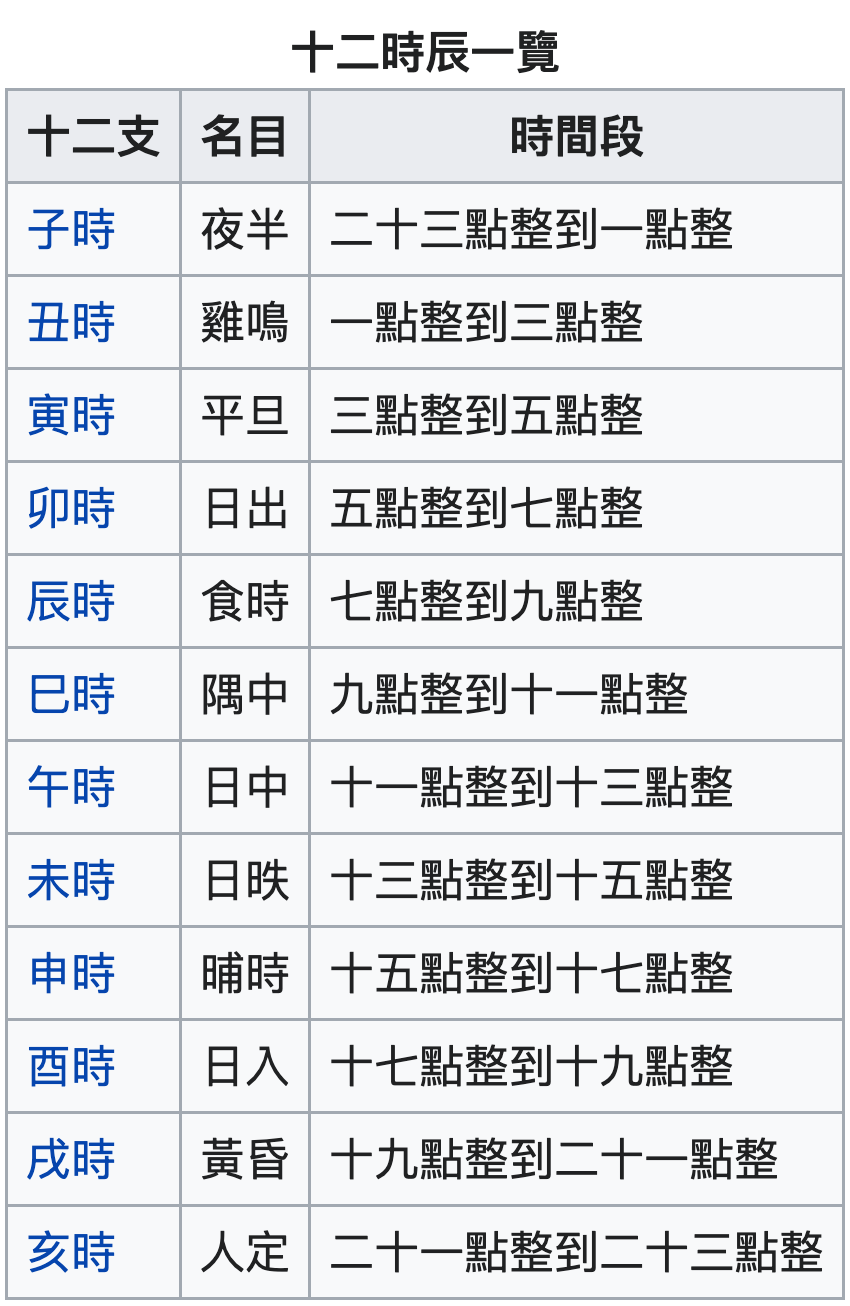 十二時辰一覽
十二支 名目 時間段
子時 夜半 二十三點整到一點整
丑時 雞鳴 一點整到三點整
寅時 平旦 三點整到五點整
卯時 日出 五點整到七點整
辰時 食時 七點整到九點整
巳時 隅中 九點整到十一點整
午時 日中 十一點整到十三點整
未時 日昳 十三點整到十五點整
申時 晡時 十五點整到十七點整
酉時 日入 十七點整到十九點整
戌時 黃昏 十九點整到二十一點整
亥時 人定 二十一點整到二十三點整